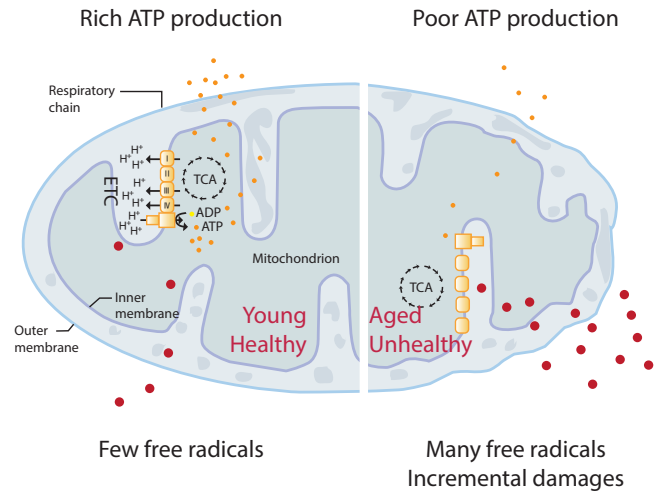 Rich ATP production
Poor ATP production
Respiratory
chain
H⁺
H⁺
H⁺
H⁺
I
II
III
IV
H⁺
H⁺
H⁺
H⁺
H⁺
H⁺
H⁺
ETC
TCA
ADP
ATP
Mitochondrion
TCA
Inner
membrane
Outer
membrane
Young
Healthy
Aged
Unhealthy
Few free radicals
Many free radicals
Incremental damages